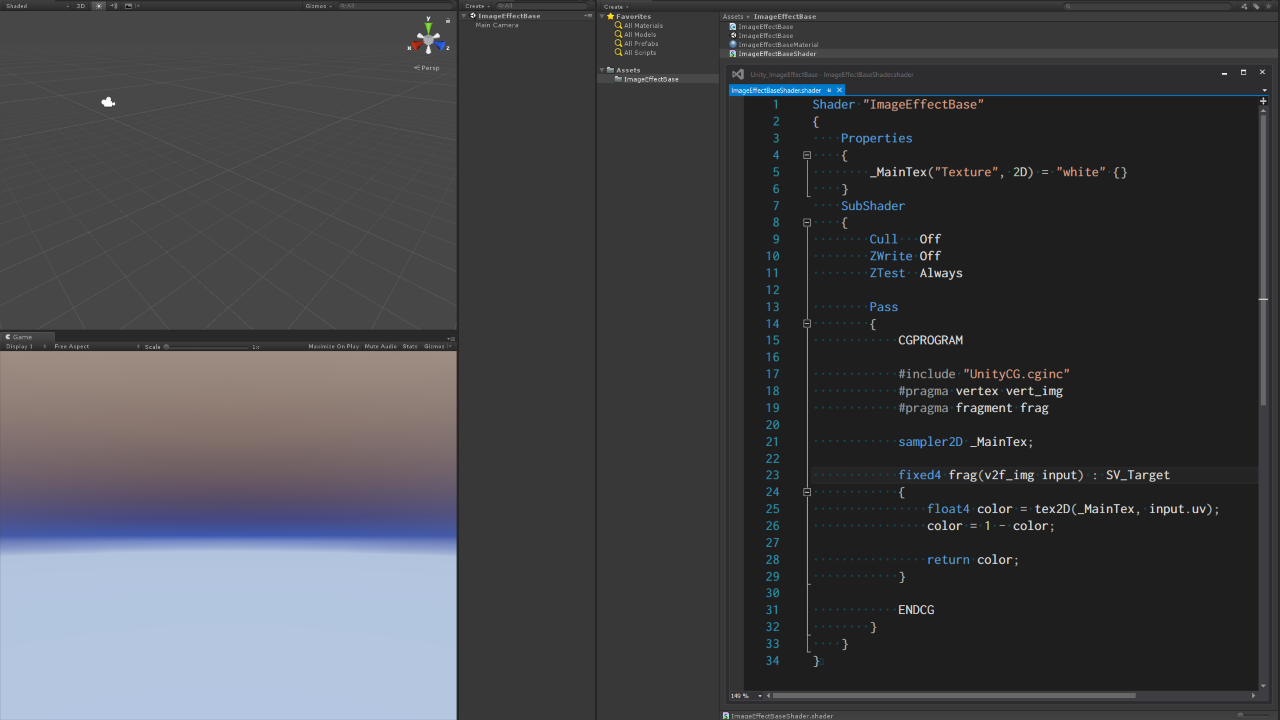 Shaded 2D Gizmos All
y
x z
Persp
Game
Display 1 Free Aspect Scale 1x Maximize On Play Mute Audio Stats Gizmos
Create All
ImageEffectBase
Main Camera
Create
Favorites
All Materials
All Models
All Prefabs
All Scripts
Assets
ImageEffectBase
Assets ImageEffectBase
ImageEffectBase
ImageEffectBase
ImageEffectBaseMaterial
ImageEffectBaseShader
Unity_ImageEffectBase - ImageEffectBaseShader.shader
ImageEffectBaseShader.shader
1 Shader "ImageEffectBase"
2 {
3 Properties
4 {
5 _MainTex("Texture", 2D) = "white" {}
6 }
7 SubShader
8 {
9 Cull Off
10 ZWrite Off
11 ZTest Always
12
13 Pass
14 {
15 CGPROGRAM
16
17 #include "UnityCG.cginc"
18 #pragma vertex vert_img
19 #pragma fragment frag
20
21 sampler2D _MainTex;
22
23 fixed4 frag(v2f_img input) : SV_Target
24 {
25 float4 color = tex2D(_MainTex, input.uv);
26 color = 1 - color;
27
28 return color;
29 }
30
31 ENDCG
32 }
33 }
34 }
149 %
ImageEffectBaseShader.shader